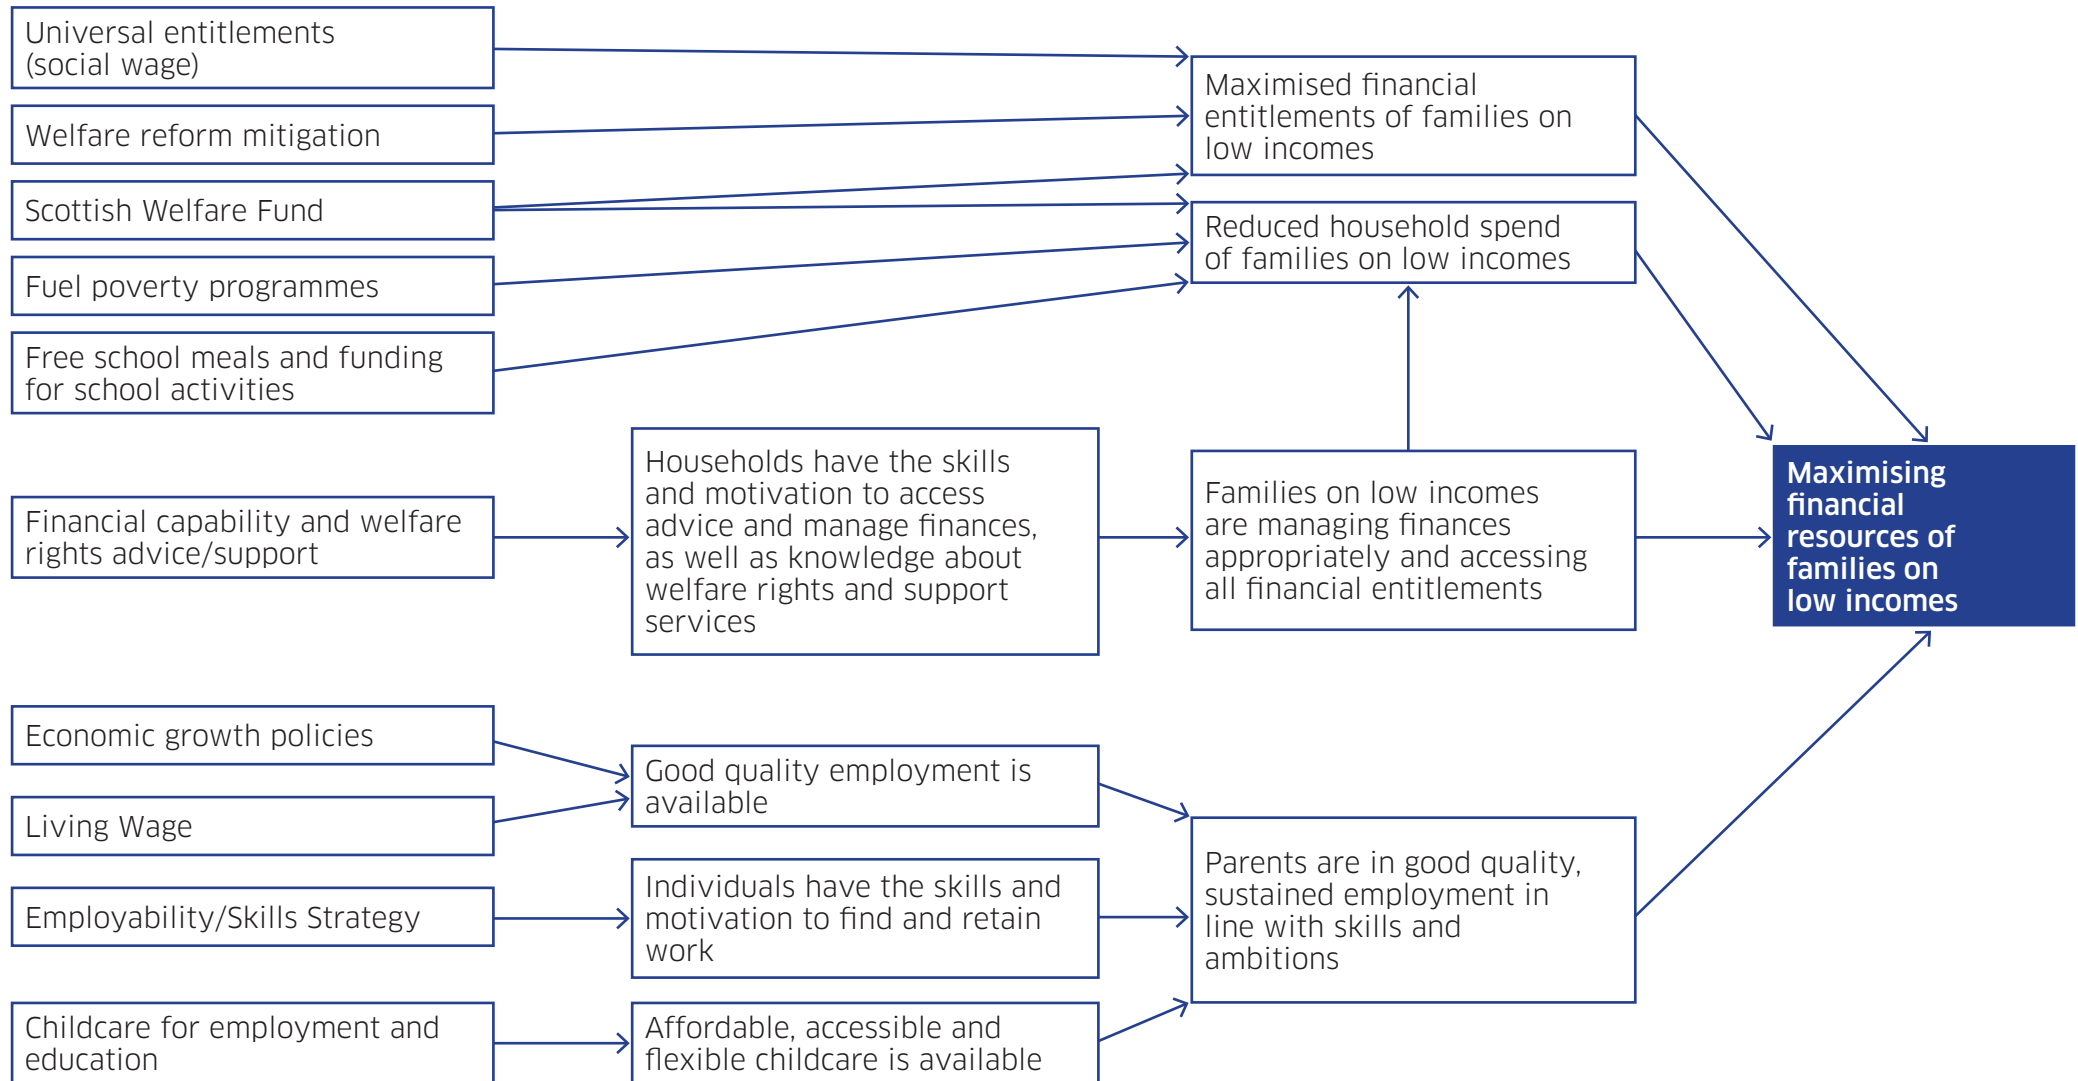 Universal entitlements
(social wage)
Welfare reform mitigation
Scottish Welfare Fund
Fuel poverty programmes
Free school meals and funding
for school activities
Maximised financial
entitlements of families on
low incomes
Reduced household spend
of families on low incomes
Financial capability and welfare
rights advice/support
Households have the skills
and motivation to access
advice and manage finances,
as well as knowledge about
welfare rights and support
services
Families on low incomes
are managing finances
appropriately and accessing
all financial entitlements
Maximising
financial
resources of
families on
low incomes
Economic growth policies
Living Wage
Employability/Skills Strategy
Childcare for employment and
education
Good quality employment is
available
Individuals have the skills and
motivation to find and retain
work
Affordable, accessible and
flexible childcare is available
Parents are in good quality,
sustained employment in
line with skills and
ambitions